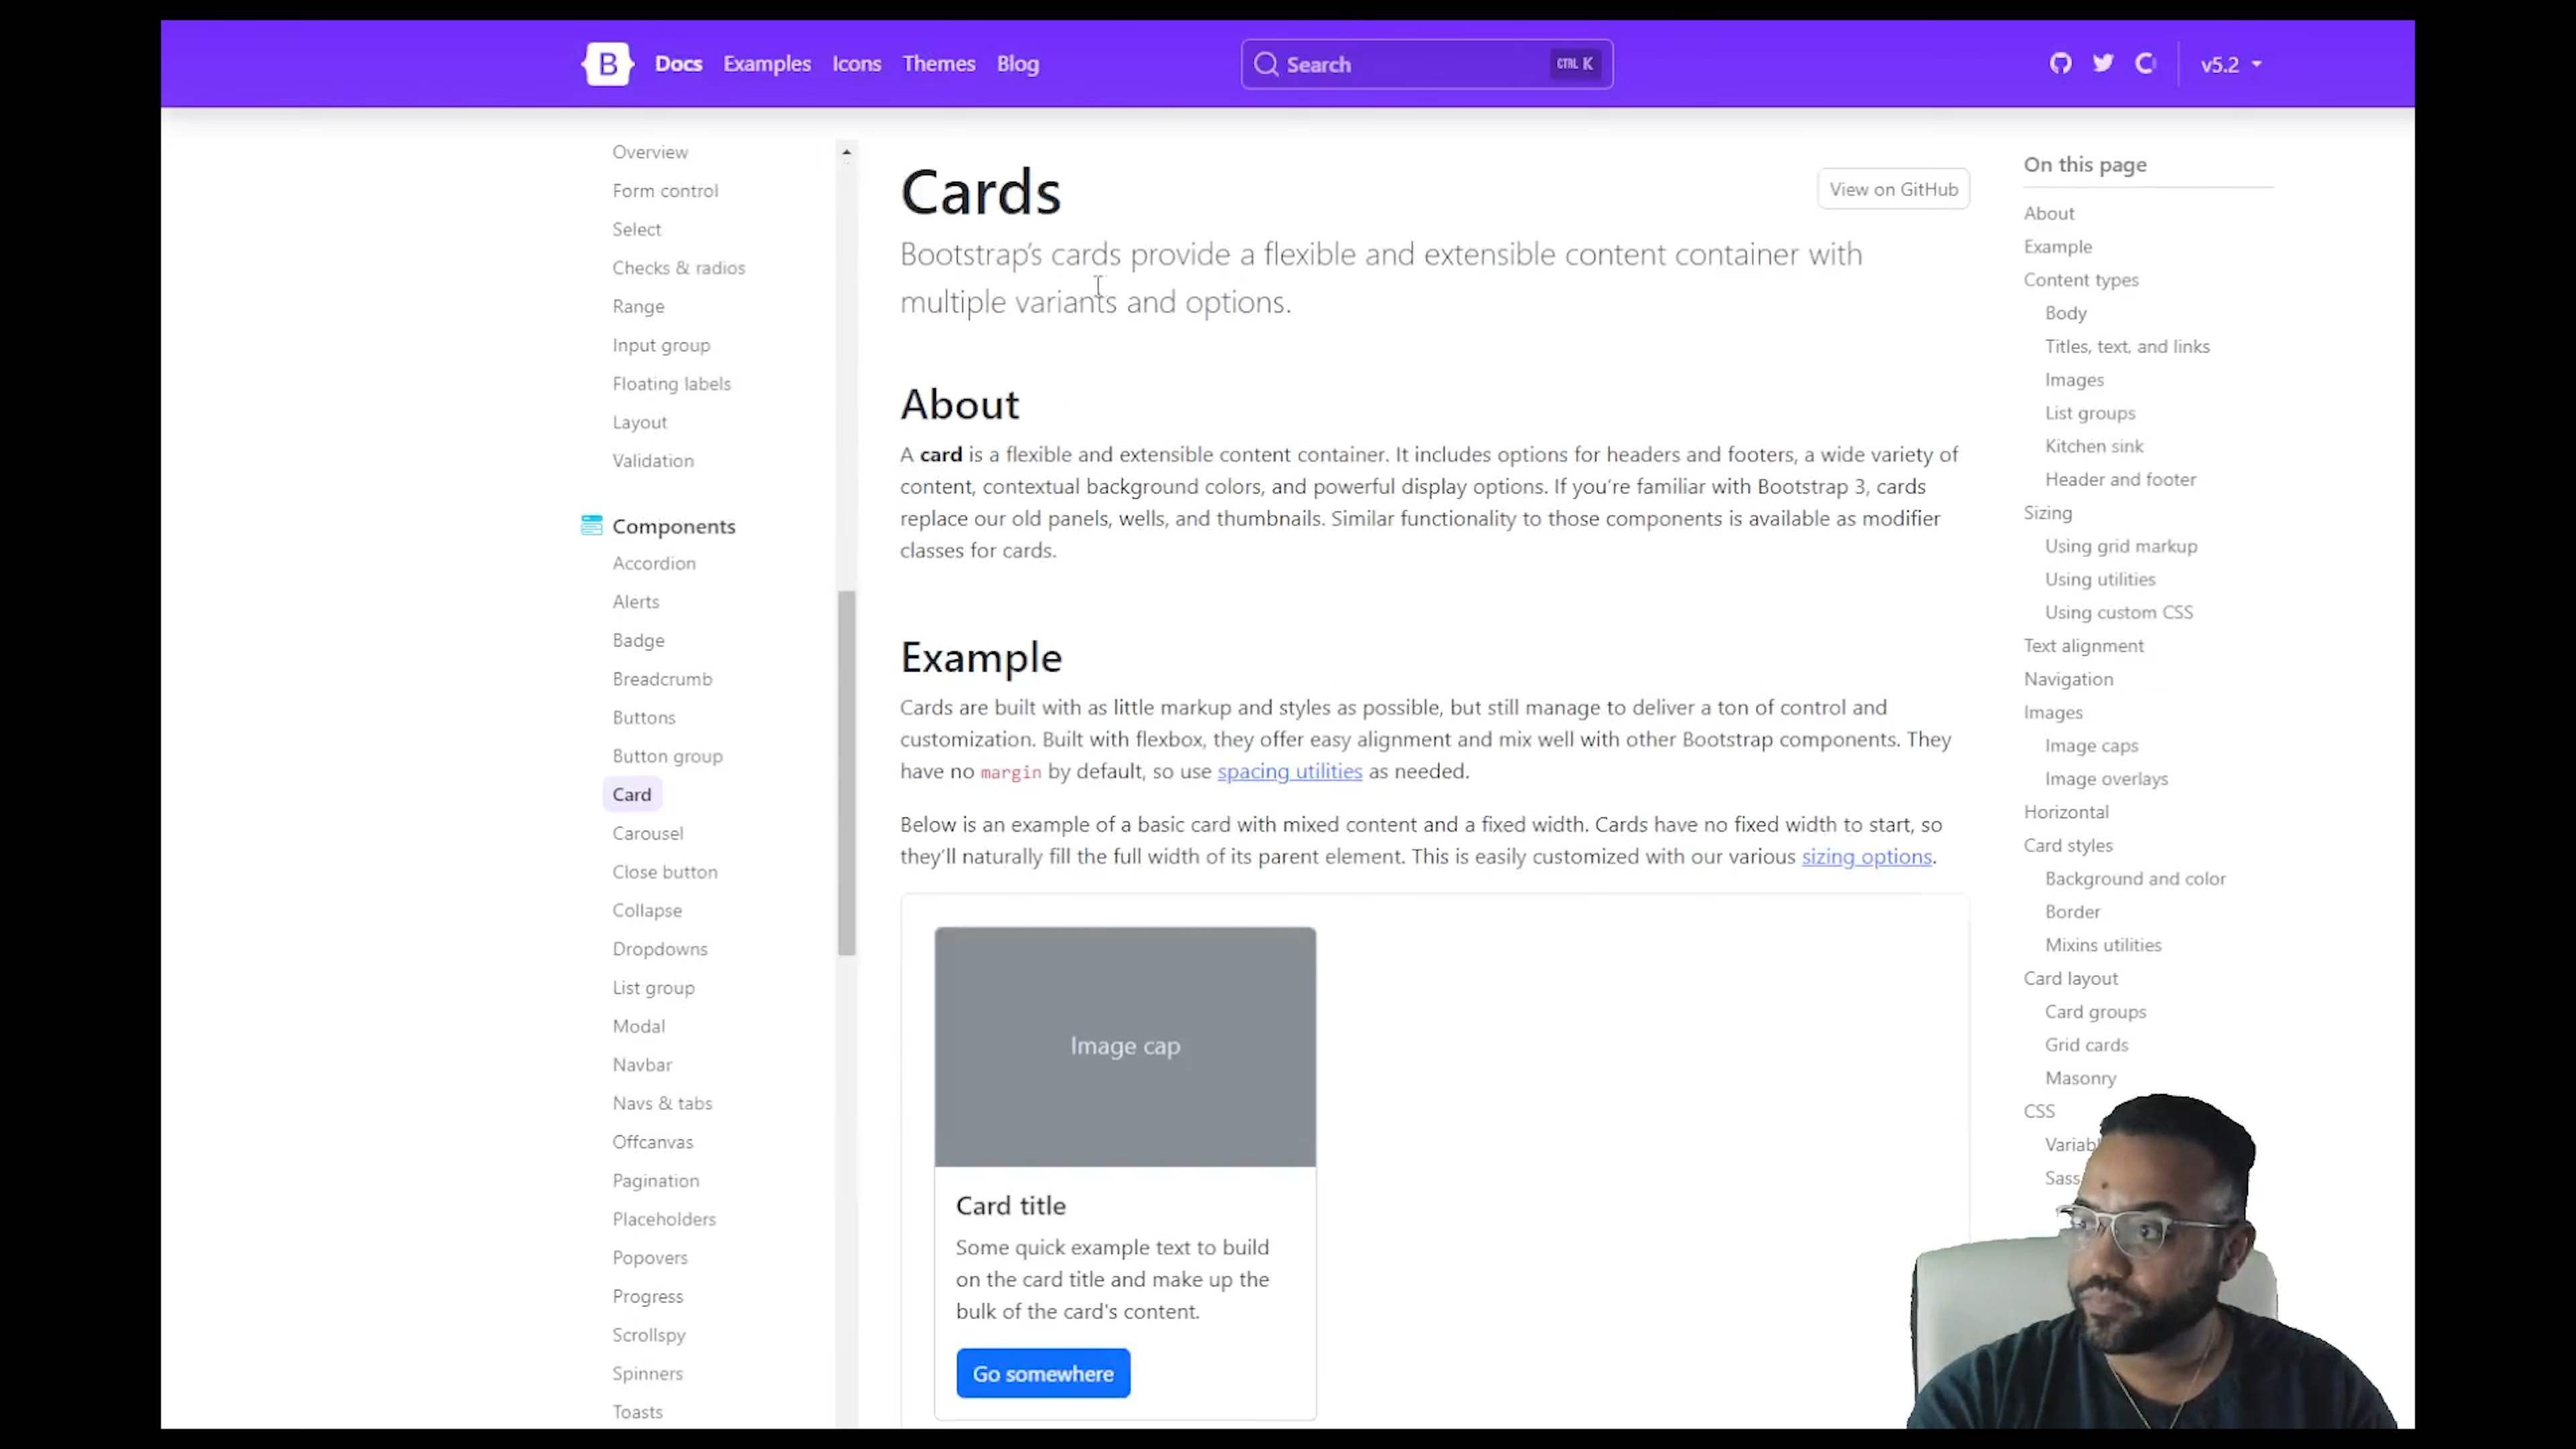 B Docs Examples Icons Themes Blog Search CTRL K v5.2
Overview
Form control
Select
Checks & radios
Range
Input group
Floating labels
Layout
Validation
Components
Accordion
Alerts
Badge
Breadcrumb
Buttons
Button group
Card
Carousel
Close button
Collapse
Dropdowns
List group
Modal
Navbar
Navs & tabs
Offcanvas
Pagination
Placeholders
Popovers
Progress
Scrollspy
Spinners
Toasts
Cards
View on GitHub
Bootstrap's cards provide a flexible and extensible content container with
multiple variants and options.
About
A card is a flexible and extensible content container. It includes options for headers and footers, a wide variety of
content, contextual background colors, and powerful display options. If you're familiar with Bootstrap 3, cards
replace our old panels, wells, and thumbnails. Similar functionality to those components is available as modifier
classes for cards.
Example
Cards are built with as little markup and styles as possible, but still manage to deliver a ton of control and
customization. Built with flexbox, they offer easy alignment and mix well with other Bootstrap components. They
have no margin by default, so use spacing utilities as needed.
Below is an example of a basic card with mixed content and a fixed width. Cards have no fixed width to start, so
they'll naturally fill the full width of its parent element. This is easily customized with our various sizing options.
Image cap
Card title
Some quick example text to build
on the card title and make up the
bulk of the card's content.
Go somewhere
On this page
About
Example
Content types
Body
Titles, text, and links
Images
List groups
Kitchen sink
Header and footer
Sizing
Using grid markup
Using utilities
Using custom CSS
Text alignment
Navigation
Images
Image caps
Image overlays
Horizontal
Card styles
Background and color
Border
Mixins utilities
Card layout
Card groups
Grid cards
Masonry
CSS
Variab
Sass